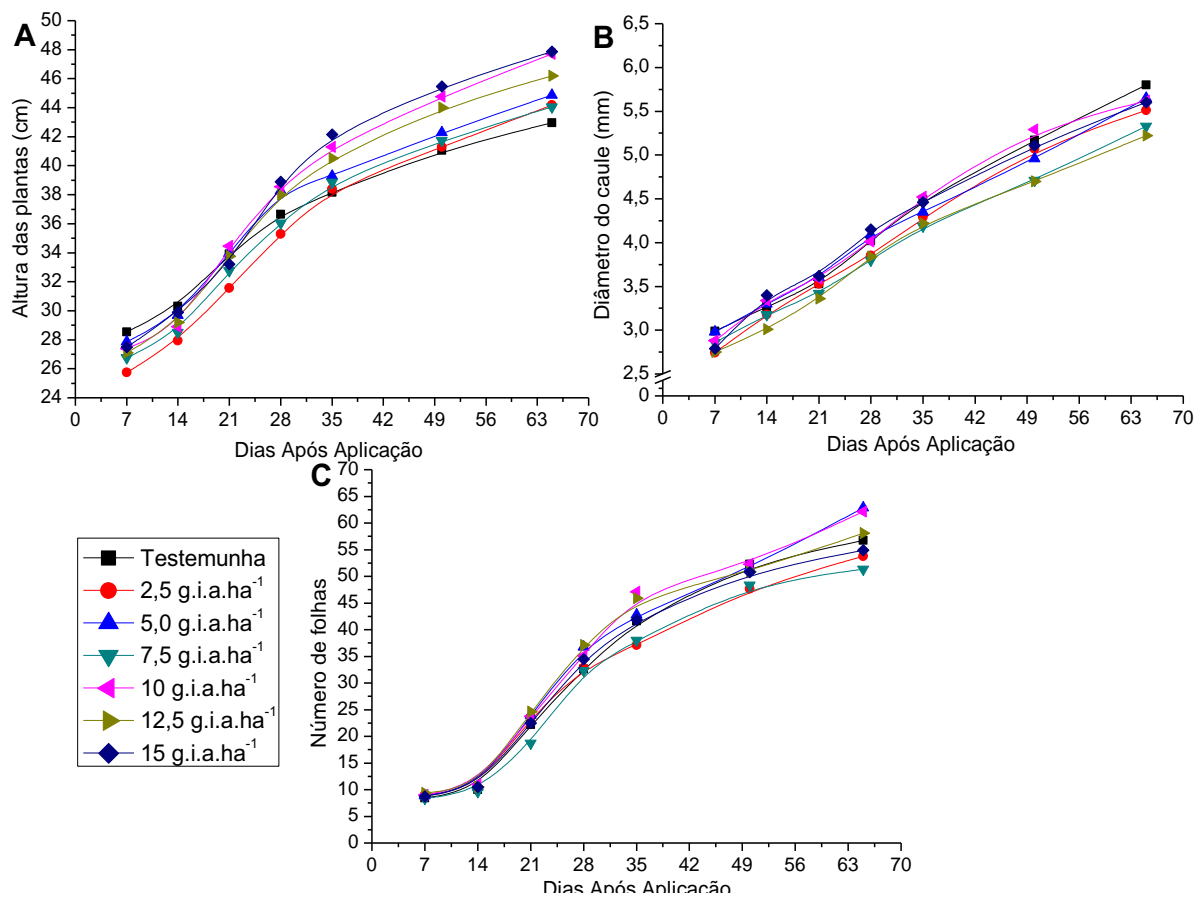 A
Altura das plantas (cm)
50
48
46
44
42
40
38
36
34
32
30
28
26
24
0 7 14 21 28 35 42 49 56 63 70
Dias Após Aplicação
B
Diâmetro do caule (mm)
6,5
6,0
5,5
5,0
4,5
4,0
3,5
3,0
2,5
0
0 7 14 21 28 35 42 49 56 63 70
Dias Após Aplicação
Testemunha
2,5 g.i.a.ha⁻¹
5,0 g.i.a.ha⁻¹
7,5 g.i.a.ha⁻¹
10 g.i.a.ha⁻¹
12,5 g.i.a.ha⁻¹
15 g.i.a.ha⁻¹
C
Número de folhas
70
65
60
55
50
45
40
35
30
25
20
15
10
5
0
0 7 14 21 28 35 42 49 56 63 70
Dias Após Aplicação